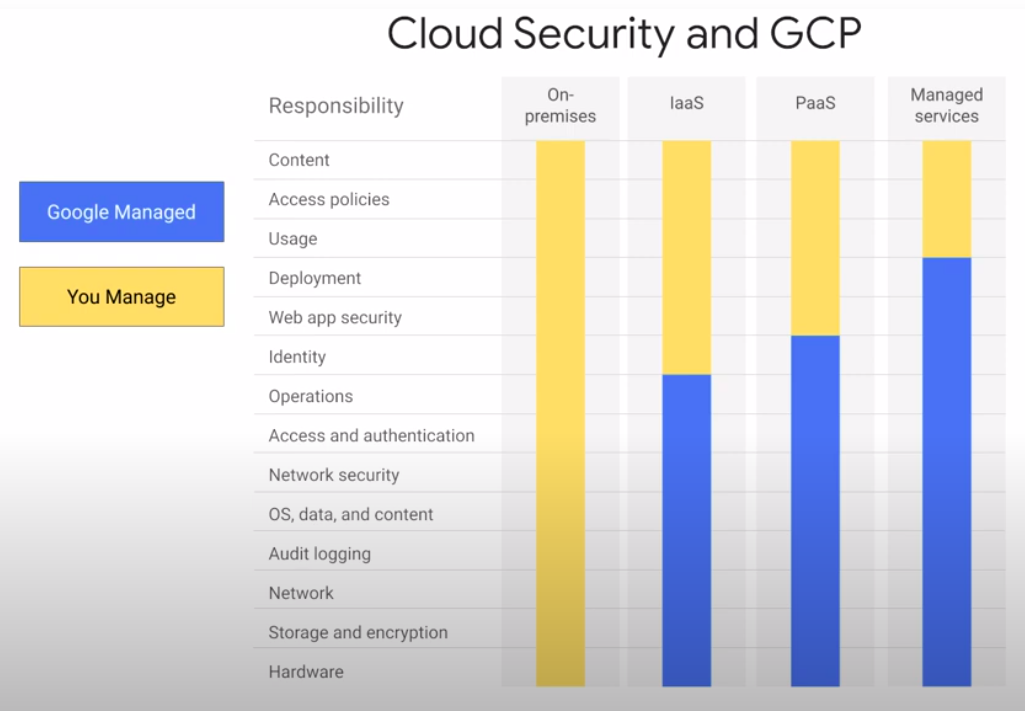 Cloud Security and GCP
Responsibility
On-
premises
IaaS
PaaS
Managed
services
Google Managed
You Manage
Content
Access policies
Usage
Deployment
Web app security
Identity
Operations
Access and authentication
Network security
OS, data, and content
Audit logging
Network
Storage and encryption
Hardware